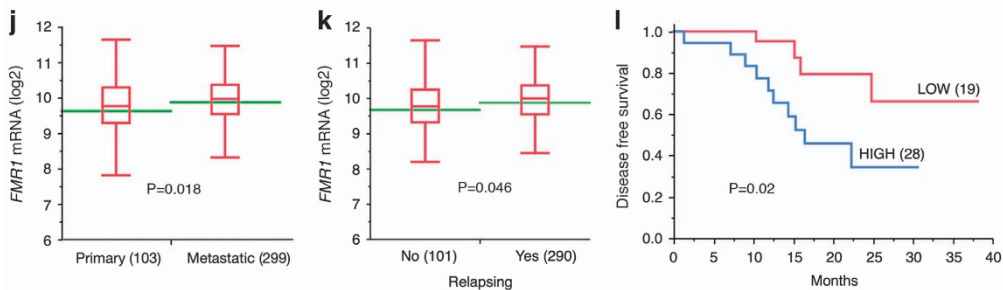 j
FMR1 mRNA (log2)
12
11
10
9
8
7
6
P=0.018
Primary (103) Metastatic (299)
k
FMR1 mRNA (log2)
12
11
10
9
8
7
6
P=0.046
No (101) Yes (290)
Relapsing
l
Disease free survival
1.0
0.8
0.6
0.4
0.2
0.0
LOW (19)
HIGH (28)
P=0.02
0 5 10 15 20 25 30 35 40
Months